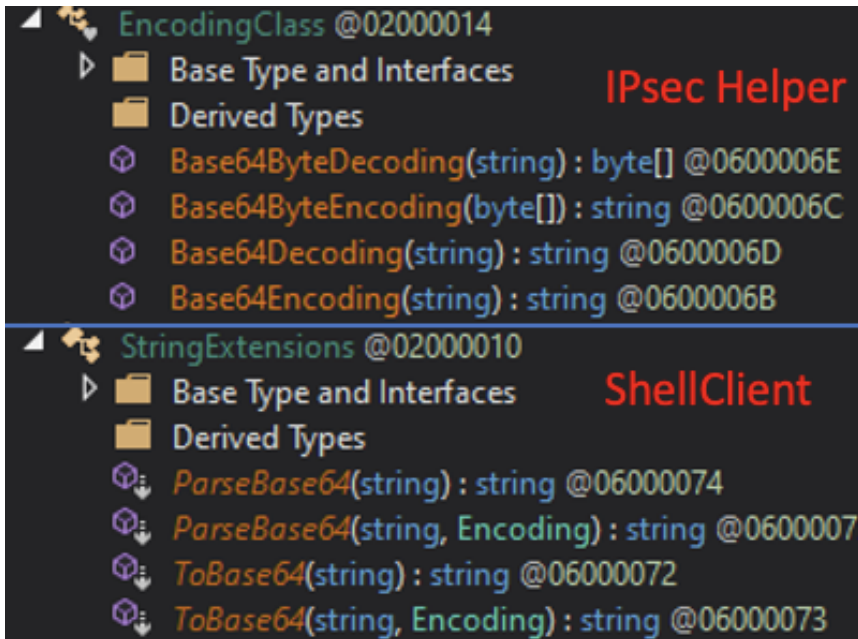 EncodingClass @02000014
Base Type and Interfaces
IPsec Helper
Derived Types
Base64ByteDecoding(string) : byte[] @0600006E
Base64ByteEncoding(byte[]) : string @0600006C
Base64Decoding(string) : string @0600006D
Base64Encoding(string) : string @0600006B
StringExtensions @02000010
Base Type and Interfaces
ShellClient
Derived Types
ParseBase64(string) : string @06000074
ParseBase64(string, Encoding) : string @0600007
ToBase64(string) : string @06000072
ToBase64(string, Encoding) : string @06000073